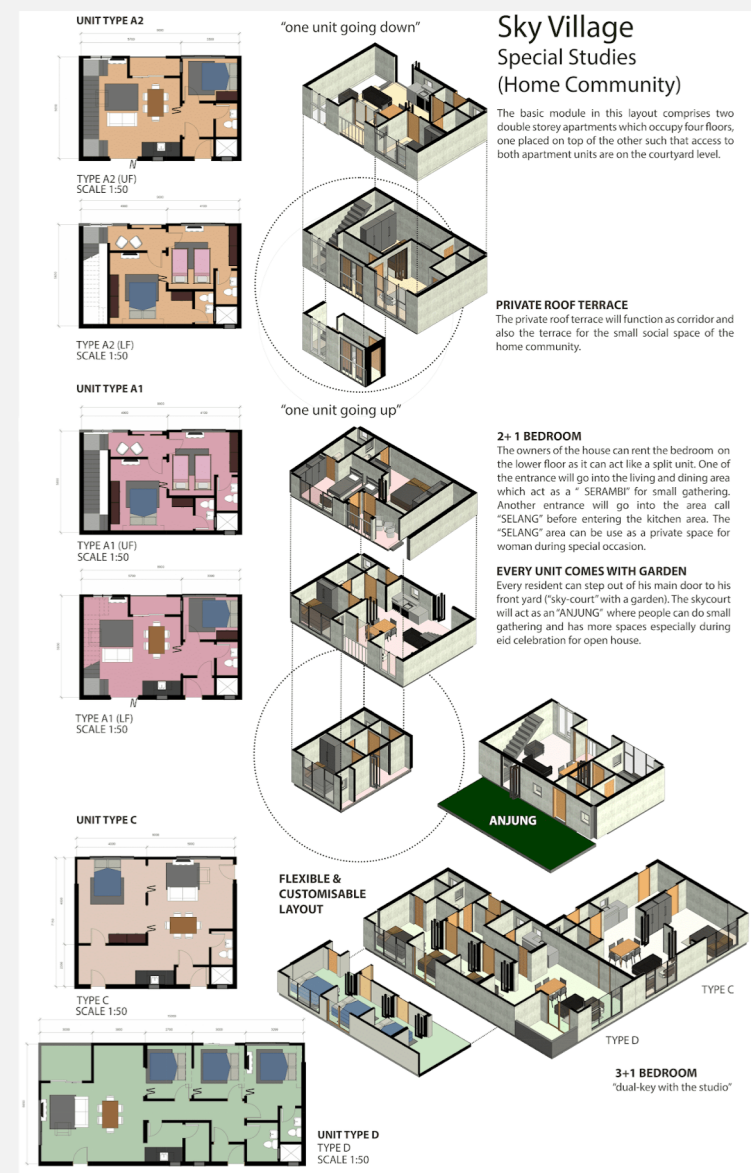 UNIT TYPE A2
TYPE A2 (UF)
SCALE 1:50
TYPE A2 (LF)
SCALE 1:50
UNIT TYPE A1
TYPE A1 (UF)
SCALE 1:50
TYPE A1 (LF)
SCALE 1:50
UNIT TYPE C
TYPE C
SCALE 1:50
UNIT TYPE D
TYPE D
SCALE 1:50
"one unit going down"
"one unit going up"
FLEXIBLE &
CUSTOMISABLE
LAYOUT
Sky Village
Special Studies
(Home Community)
The basic module in this layout comprises two
double storey apartments which occupy four floors,
one placed on top of the other such that access to
both apartment units are on the courtyard level.
PRIVATE ROOF TERRACE
The private roof terrace will function as corridor and
also the terrace for the small social space of the
home community.
2+ 1 BEDROOM
The owners of the house can rent the bedroom on
the lower floor as it can act like a split unit. One of
the entrance will go into the living and dining area
which act as a " SERAMBI" for small gathering.
Another entrance will go into the area call
"SELANG" before entering the kitchen area. The
"SELANG" area can be use as a private space for
woman during special occasion.
EVERY UNIT COMES WITH GARDEN
Every resident can step out of his main door to his
front yard ("sky-court" with a garden). The skycourt
will act as an "ANJUNG" where people can do small
gathering and has more spaces especially during
eid celebration for open house.
ANJUNG
TYPE C
TYPE D
3+1 BEDROOM
"dual-key with the studio"